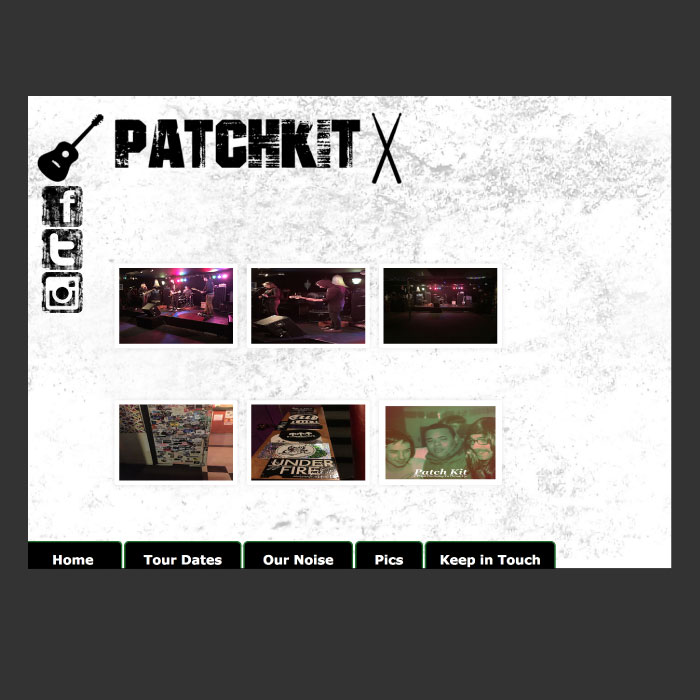 PATCHKIT
UNDER
FIRE
Patch Kit
Home
Tour Dates
Our Noise
Pics
Keep in Touch